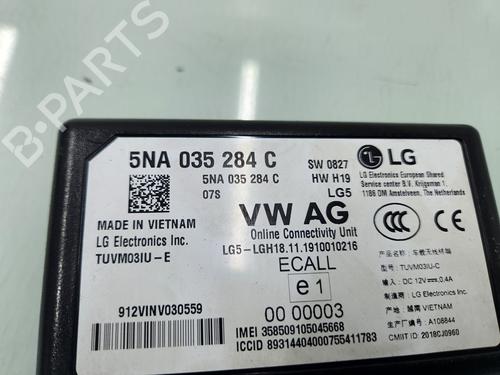 B-PARTS
5NA 035 284 C
5NA 035 284 C
07S
SW 0827
HW H19
LG5
LG
LG Electronics European Shared
Service center B.V. Krijgsman 1,
1186 DM Amstelveen, The Netherlands
MADE IN VIETNAM
LG Electronics Inc.
TUVM03IU-E
VW AG
Online Connectivity Unit
LG5-LGH18.11.1910010216
CCC
ECALL
e1
00 00003
品名: 车载无线终端
型号: TUVM03IU-C
输入: DC 12V 0.4A
制造商: LG Electronics Inc.
产地: 越南 VIETNAM
生产厂编号: A108844
CMIIT ID: 2018CJ0960
912VINV030559
IMEI 358509105045668
ICCID 89314404000755411783